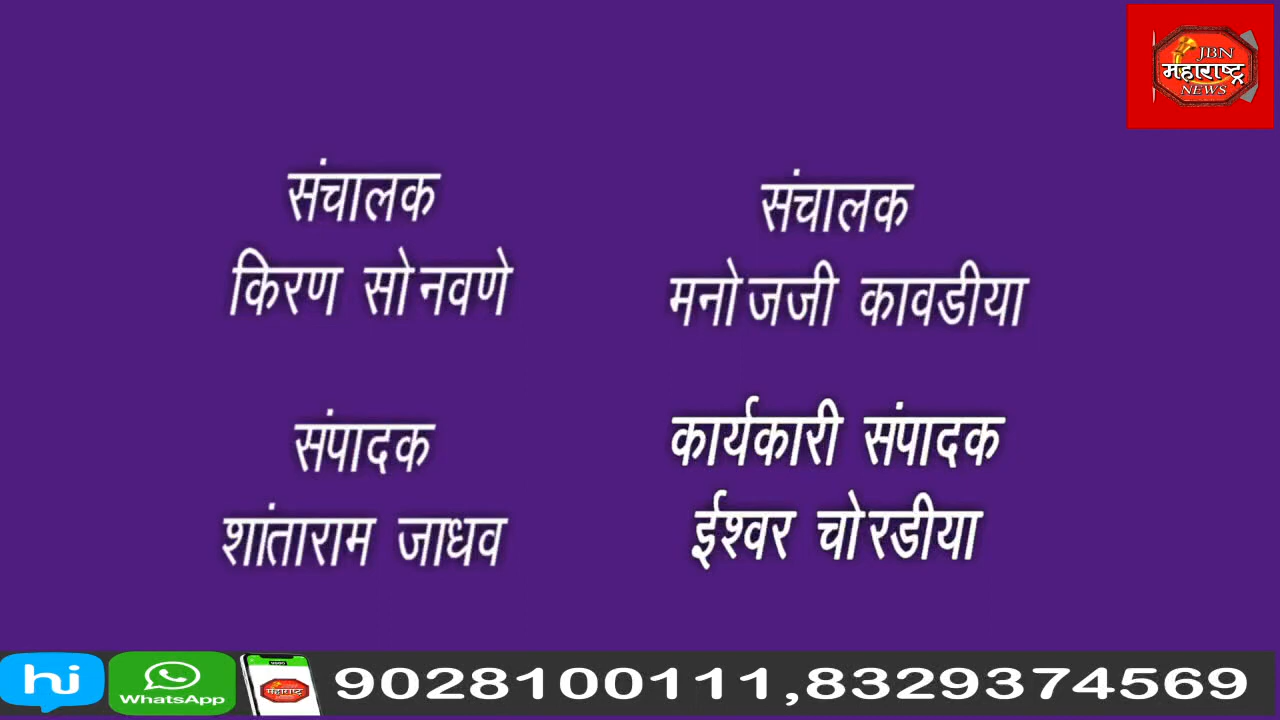 JBN
महाराष्ट्र
NEWS
संचालक
किरण सोनवणे
संचालक
मनोजजी कावडीया
संपादक
शांताराम जाधव
कार्यकारी संपादक
ईश्वर चोरडीया
hi
WhatsApp
महाराष्ट्र
9028100111,8329374569